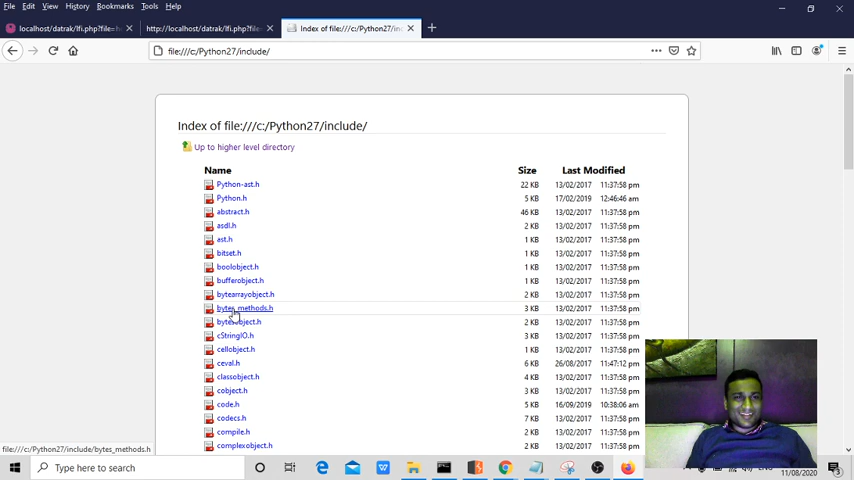 File Edit View History Bookmarks Tools Help
localhost/datrak/lfi.php?file=h http://localhost/datrak/lfi.php?file= Index of file:///c:/Python27/inc
file:///c:/Python27/include/
Index of file:///c:/Python27/include/
Up to higher level directory
Name Size Last Modified
Python-ast.h 22 KB 13/02/2017 11:37:58 pm
Python.h 5 KB 17/02/2019 12:46:46 am
abstract.h 46 KB 13/02/2017 11:37:58 pm
asdl.h 2 KB 13/02/2017 11:37:58 pm
ast.h 1 KB 13/02/2017 11:37:58 pm
bitset.h 1 KB 13/02/2017 11:37:58 pm
boolobject.h 1 KB 13/02/2017 11:37:58 pm
bufferobject.h 1 KB 13/02/2017 11:37:58 pm
bytearrayobject.h 2 KB 13/02/2017 11:37:58 pm
bytes_methods.h 3 KB 13/02/2017 11:37:58 pm
bytesobject.h 2 KB 13/02/2017 11:37:58 pm
cStringIO.h 3 KB 13/02/2017 11:37:58 pm
cellobject.h 1 KB 13/02/2017 11:37:58 pm
ceval.h 6 KB 26/08/2017 11:47:12 pm
classobject.h 4 KB 13/02/2017 11:37:58 pm
cobject.h 3 KB 13/02/2017 11:37:58 pm
code.h 5 KB 16/09/2019 10:38:06 am
codecs.h 7 KB 13/02/2017 11:37:58 pm
compile.h 2 KB 13/02/2017 11:37:58 pm
complexobject.h 2 KB 13/02/2017 11:37:58 pm
file:///c:/Python27/include/bytes_methods.h
Type here to search
11/08/2020
3